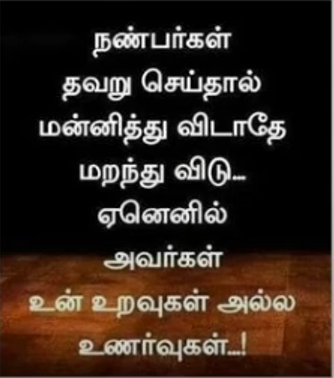 நண்பர்கள்
தவறு செய்தால்
மன்னித்து விடாதே
மறந்து விடு...
ஏனெனில்
அவர்கள்
உன் உறவுகள் அல்ல
உணர்வுகள்...!